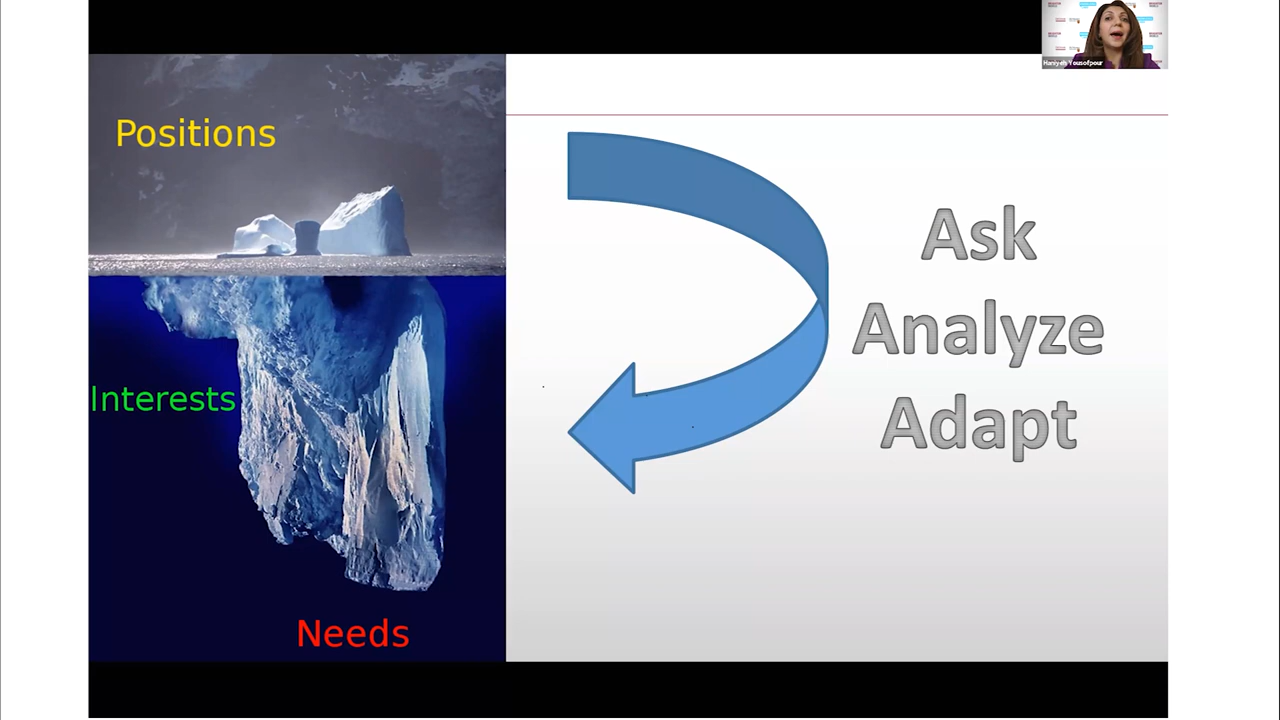 Haniyeh Yousofpour
Positions
Interests
Needs
Ask
Analyze
Adapt